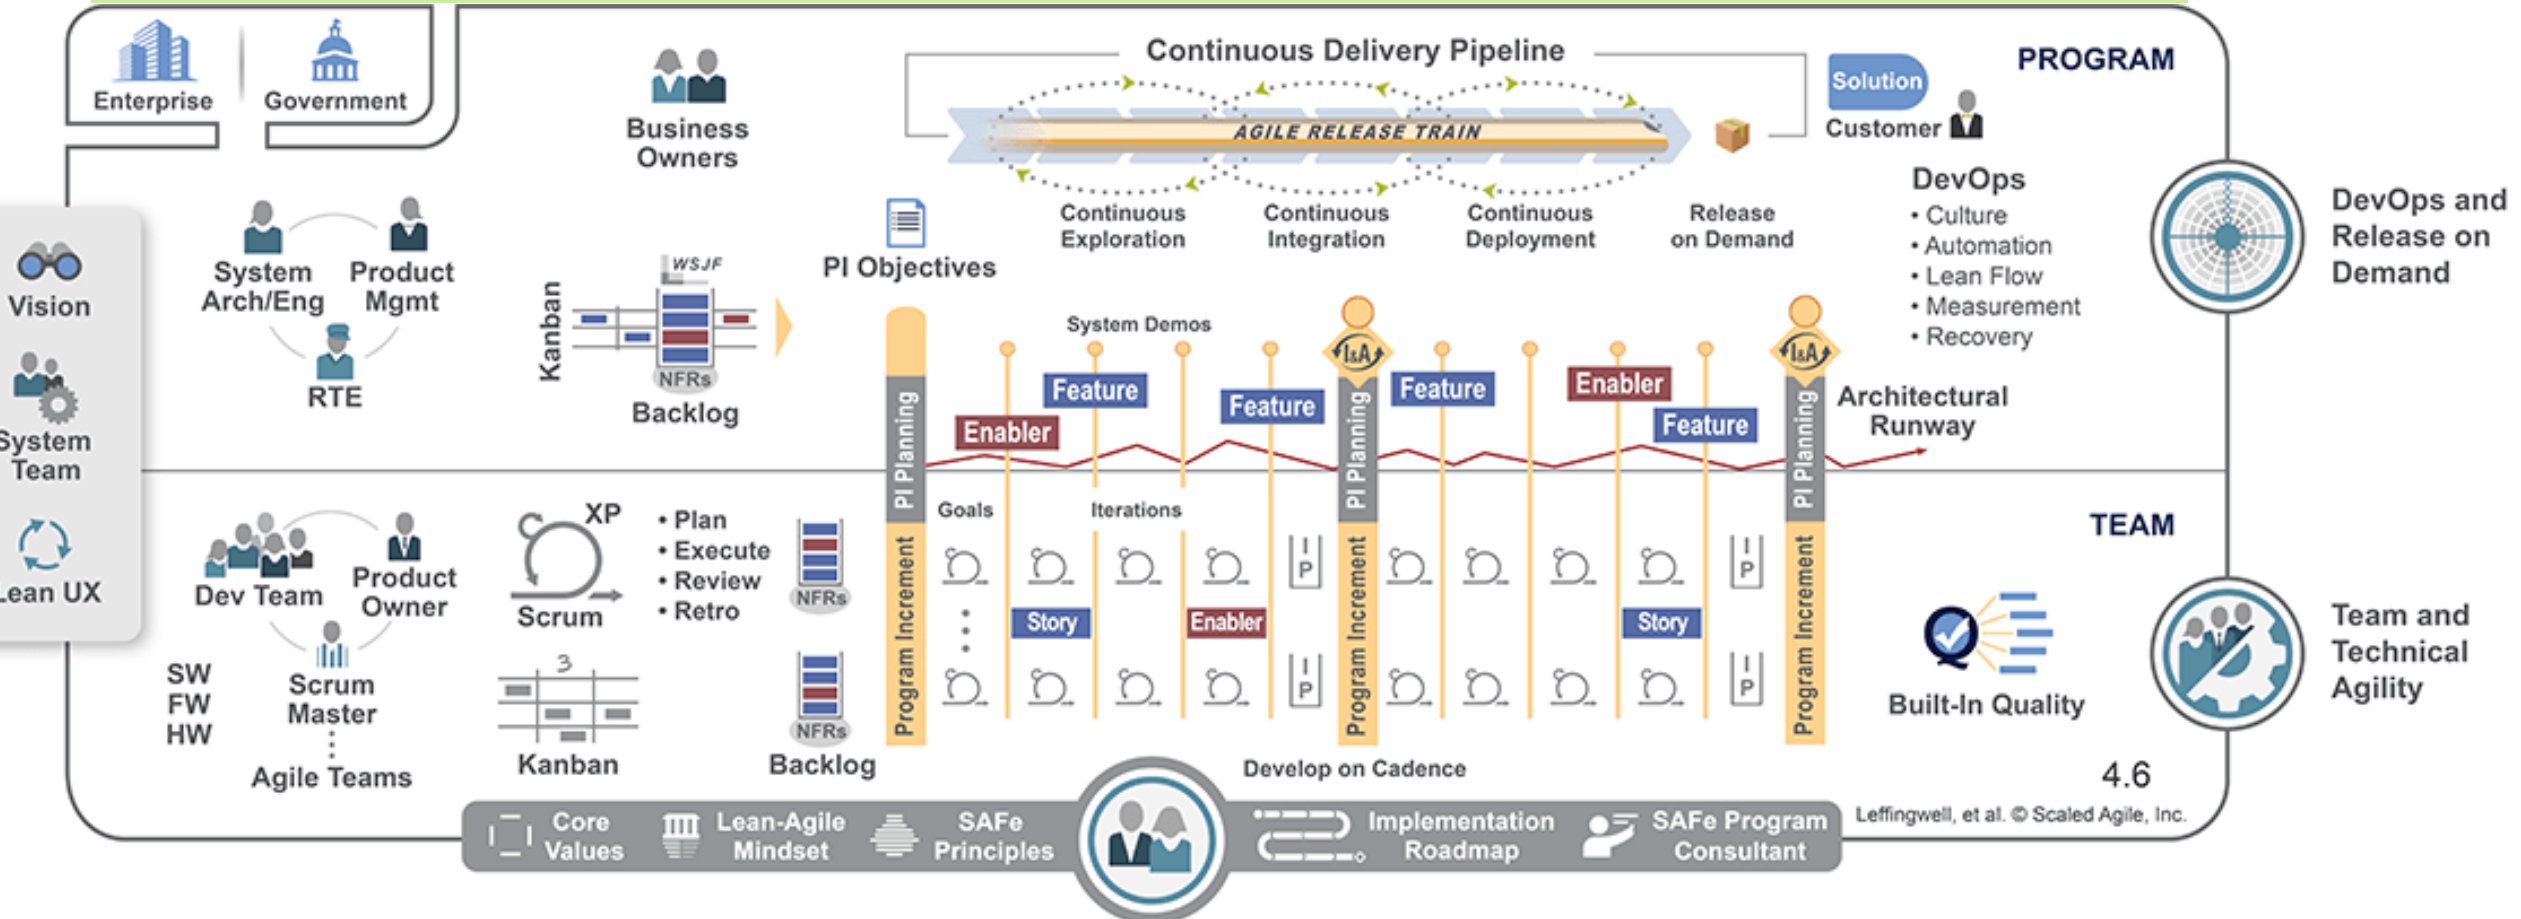 Enterprise
Government
Business
Owners
Continuous Delivery Pipeline
AGILE RELEASE TRAIN
Continuous
Exploration
Continuous
Integration
Continuous
Deployment
Release
on Demand
Solution
Customer
PROGRAM
DevOps
• Culture
• Automation
• Lean Flow
• Measurement
• Recovery
DevOps and
Release on
Demand
Vision
System
Team
Lean UX
System
Arch/Eng
Product
Mgmt
RTE
Kanban
WSJF
NFRs
Backlog
PI Objectives
System Demos
I&A
I&A
Enabler
Feature
Feature
Feature
Enabler
Feature
Architectural
Runway
PI Planning
PI Planning
PI Planning
TEAM
Dev Team
Product
Owner
Scrum
Master
Agile Teams
SW
FW
HW
XP
Scrum
• Plan
• Execute
• Review
• Retro
3
Kanban
NFRs
NFRs
Backlog
Goals
Iterations
Program Increment
Program Increment
Program Increment
I
P
I
P
I
P
I
P
Story
Enabler
Story
Develop on Cadence
Built-In Quality
Team and
Technical
Agility
4.6
Leffingwell, et al. © Scaled Agile, Inc.
Core
Values
Lean-Agile
Mindset
SAFe
Principles
Implementation
Roadmap
SAFe Program
Consultant